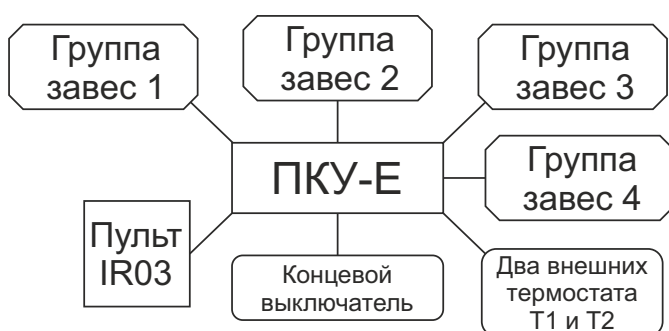 Группа
завес 1
Группа
завес 2
Группа
завес 3
ПКУ-Е
Группа
завес 4
Пульт
IR03
Концевой
выключатель
Два внешних
термостата
Т1 и Т2